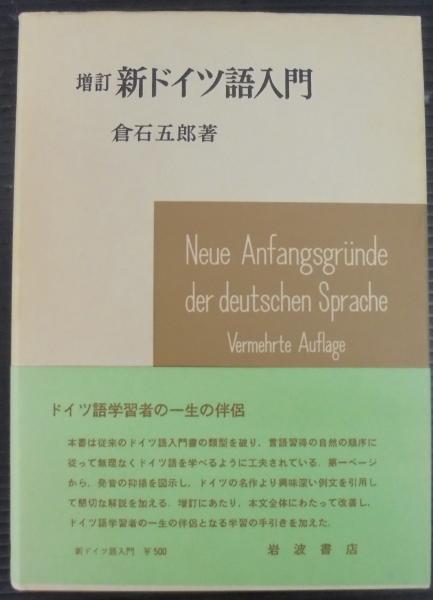 増訂 新ドイツ語入門
倉石五郎著
Neue Anfangsgründe
der deutschen Sprache
Vermehrte Auflage
ドイツ語学習者の一生の伴侶
本書は従来のドイツ語入門書の類型を破り，言語習得の自然の順序に
従って無理なくドイツ語を学べるように工夫されている．第一ページ
から，発音の抑揚を図示し，ドイツの名作より興味深い例文を引用し
て懇切な解説を加える．増訂にあたり，本文全体にわたって改善し，
ドイツ語学習者の一生の伴侶となる学習の手引きを加えた．
新ドイツ語入門 ¥500
岩波書店